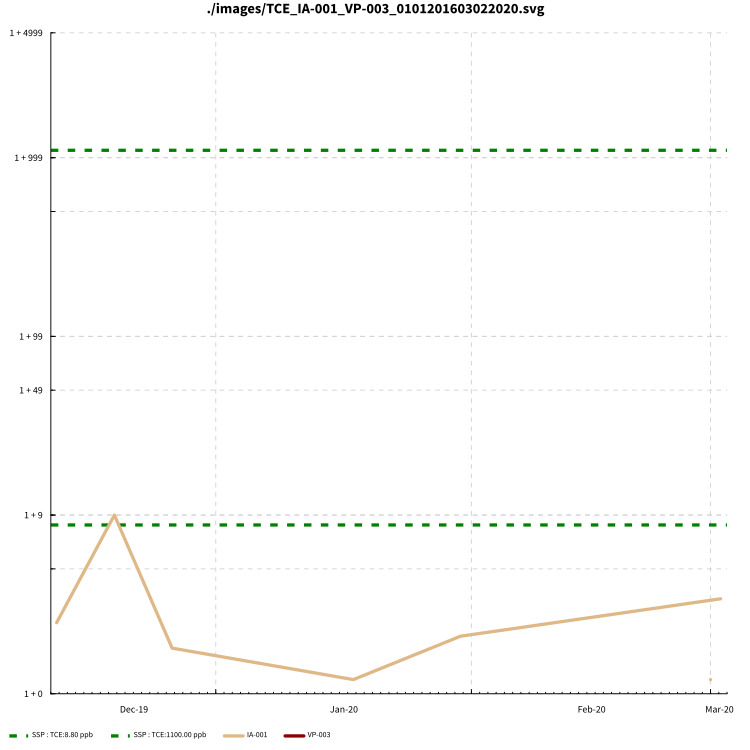 ./images/TCE_IA-001_VP-003_0101201603022020.svg
1+4999
1+999
1+99
1+49
1+9
1+0
Dec-19 Jan-20 Feb-20 Mar-20
SSP : TCE:8.80 ppb SSP : TCE:1100.00 ppb IA-001 VP-003